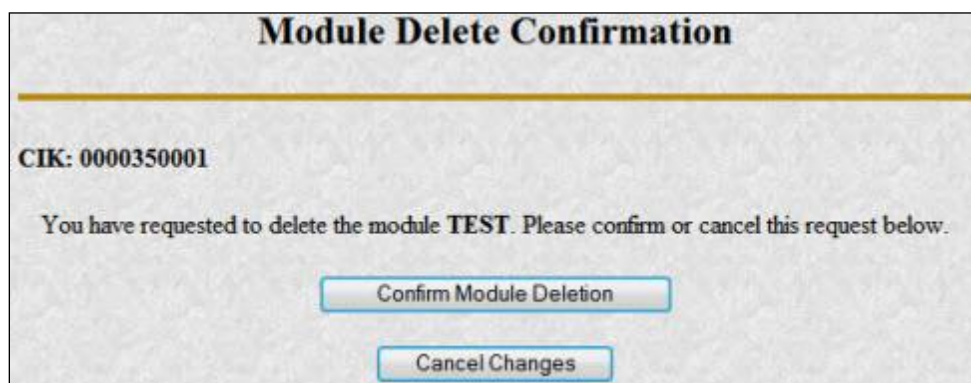 Module Delete Confirmation
CIK: 0000350001
You have requested to delete the module TEST. Please confirm or cancel this request below.
Confirm Module Deletion
Cancel Changes